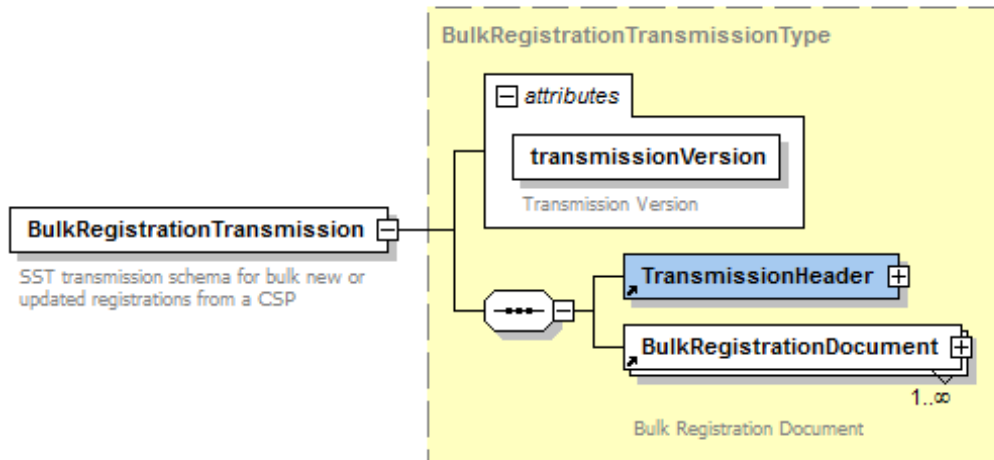 BulkRegistrationTransmissionType
attributes
transmissionVersion
Transmission Version
BulkRegistrationTransmission
SST transmission schema for bulk new or
updated registrations from a CSP
TransmissionHeader
BulkRegistrationDocument
1..∞
Bulk Registration Document